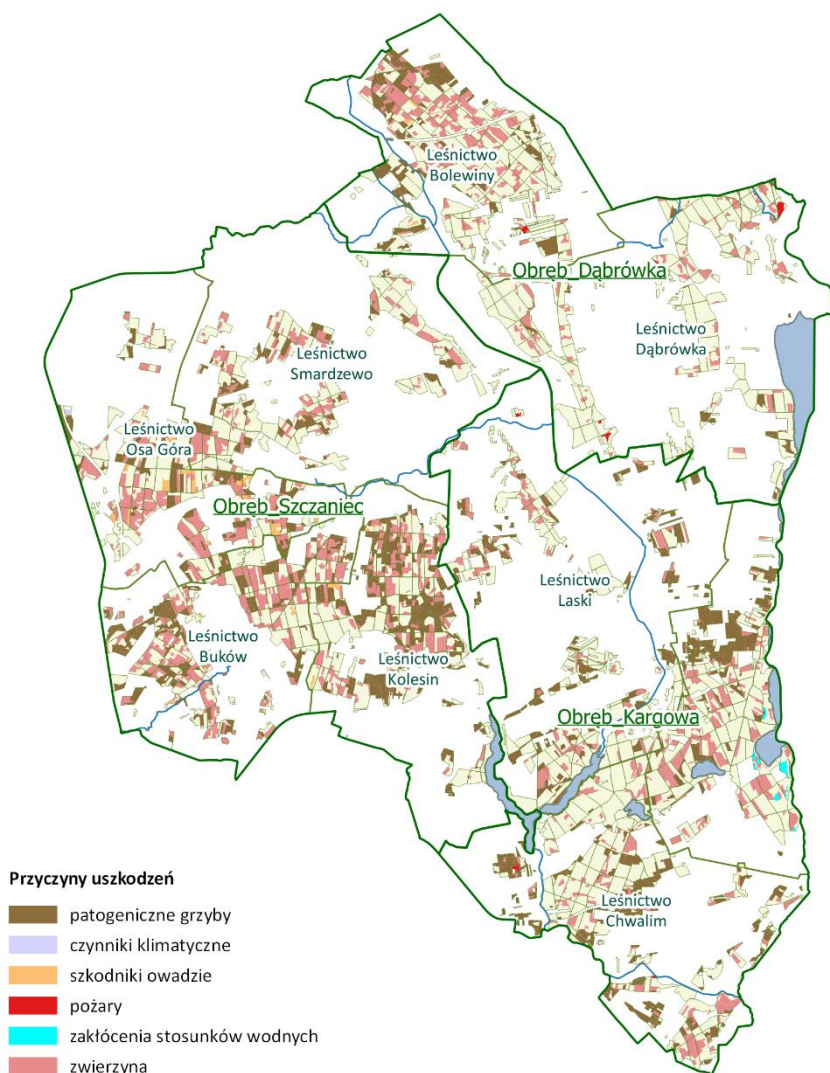 Leśnictwo
Bolewiny
Obręb_Dąbrówka
Leśnictwo
Dąbrówka
Leśnictwo
Smardzewo
Leśnictwo
Osa Góra
Obręb_Szczaniec
Leśnictwo
Laski
Leśnictwo
Buków
Leśnictwo
Kolesin
Obręb_Kargowa
Leśnictwo
Chwalim
Przyczyny uszkodzeń
patogeniczne grzyby
czynniki klimatyczne
szkodniki owadzie
pożary
zakłócenia stosunków wodnych
zwierzyna